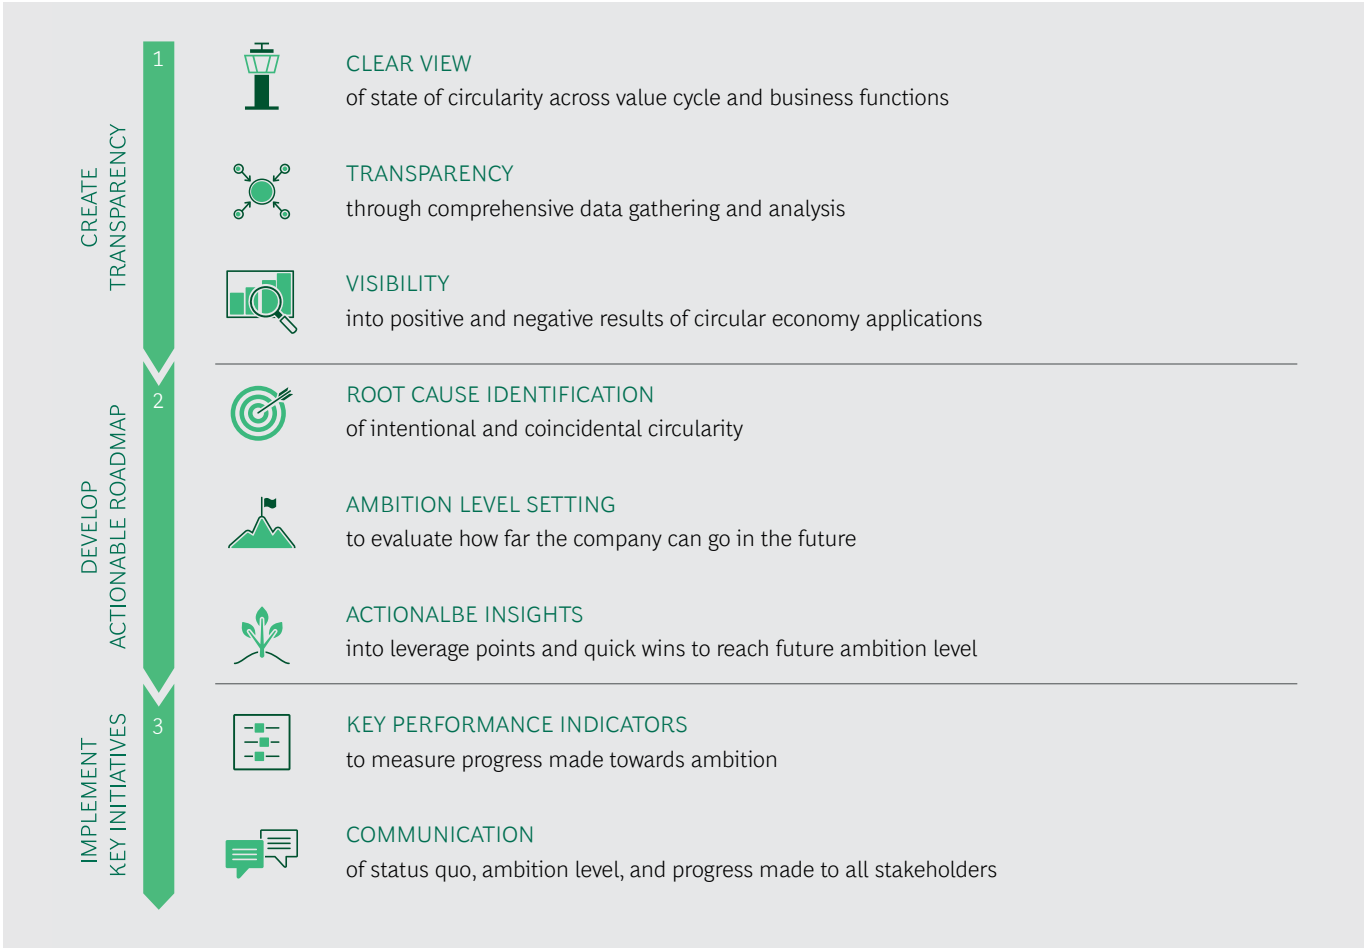 CREATE
TRANSPARENCY
1
CLEAR VIEW
of state of circularity across value cycle and business functions
TRANSPARENCY
through comprehensive data gathering and analysis
VISIBILITY
into positive and negative results of circular economy applications
DEVELOP
ACTIONABLE ROADMAP
2
ROOT CAUSE IDENTIFICATION
of intentional and coincidental circularity
AMBITION LEVEL SETTING
to evaluate how far the company can go in the future
ACTIONALBE INSIGHTS
into leverage points and quick wins to reach future ambition level
IMPLEMENT
KEY INITIATIVES
3
KEY PERFORMANCE INDICATORS
to measure progress made towards ambition
COMMUNICATION
of status quo, ambition level, and progress made to all stakeholders